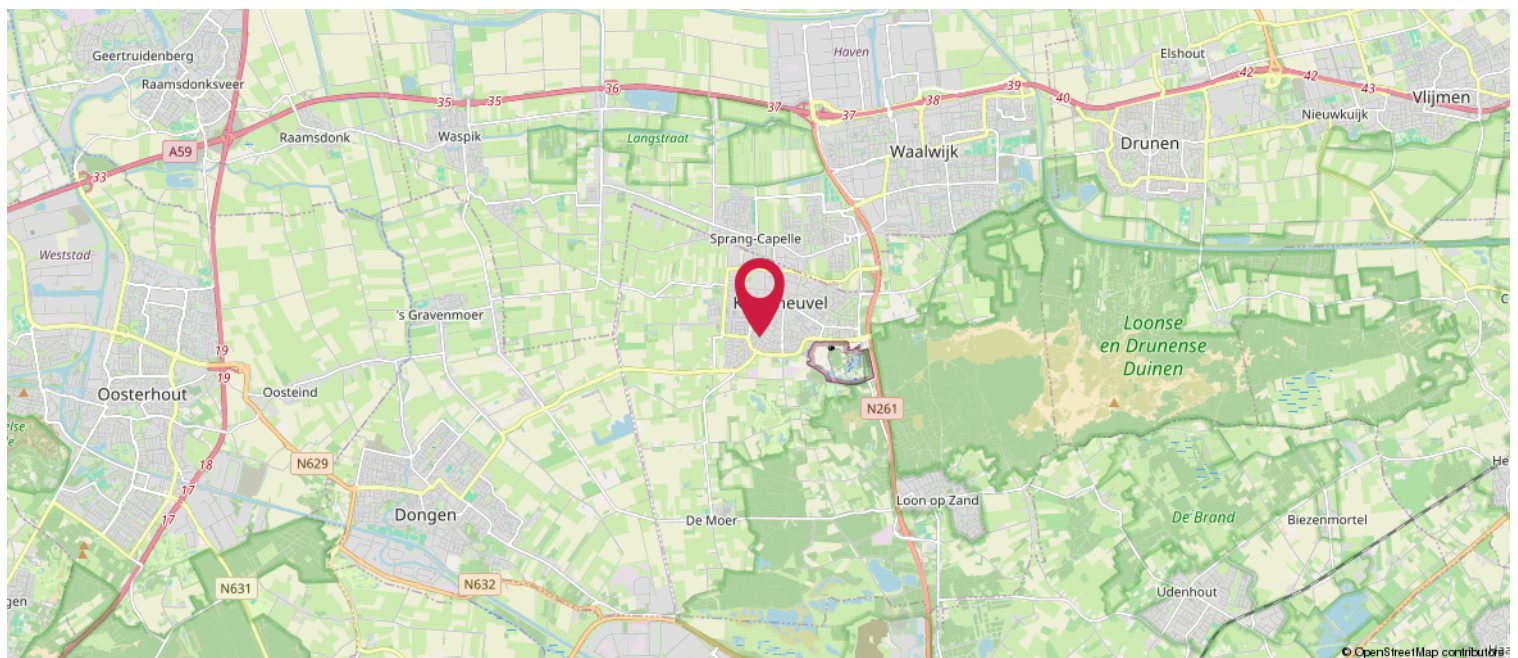 Geertruidenberg
Haven
Elshout
42
42
Raamsdonksveer
35
35
36
37
37
38
39
40
43
Vlijmen
Nieuwkuijk
Raamsdonk
Waspik
Langstraat
Waalwijk
Drunen
A59
33
Sprang-Capelle
Weststad
's Gravenmoer
Loonse
en Drunense
Duinen
19
19
Oosterhout
Oosteind
N261
N629
18
17
17
Dongen
De Moer
Loon op Zand
De Brand
Biezenmortel
N631
N632
Udenhout
© OpenStreetMap contributors